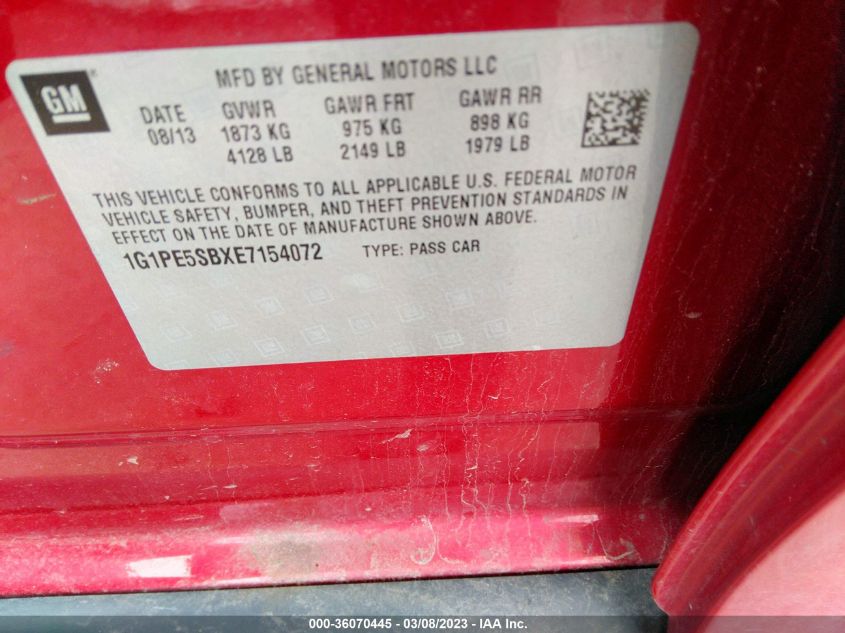 GM
MFD BY GENERAL MOTORS LLC
DATE GVWR GAWR FRT GAWR RR
08/13 1873 KG 975 KG 898 KG
4128 LB 2149 LB 1979 LB
THIS VEHICLE CONFORMS TO ALL APPLICABLE U.S. FEDERAL MOTOR
VEHICLE SAFETY, BUMPER, AND THEFT PREVENTION STANDARDS IN
EFFECT ON THE DATE OF MANUFACTURE SHOWN ABOVE.
1G1PE5SBXE7154072 TYPE: PASS CAR
000-36070445 - 03/08/2023 - IAA Inc.